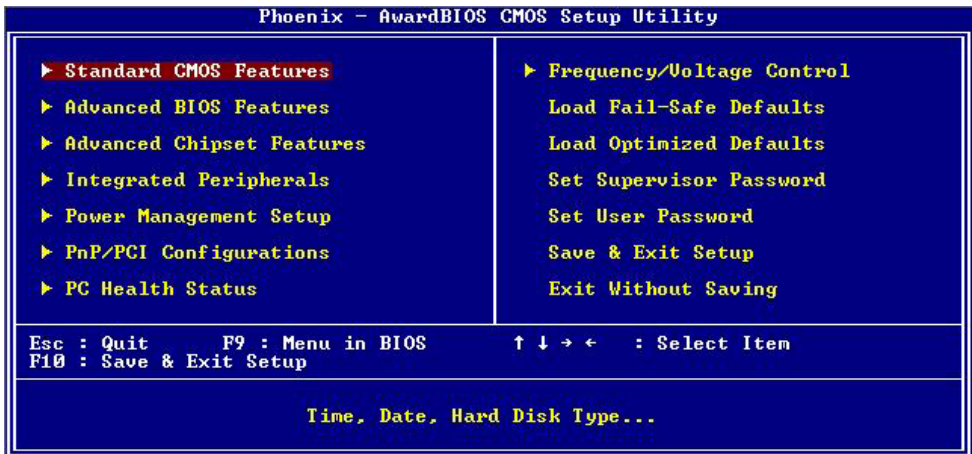 Phoenix - AwardBIOS CMOS Setup Utility
▶ Standard CMOS Features
▶ Advanced BIOS Features
▶ Advanced Chipset Features
▶ Integrated Peripherals
▶ Power Management Setup
▶ PnP/PCI Configurations
▶ PC Health Status
▶ Frequency/Voltage Control
Load Fail-Safe Defaults
Load Optimized Defaults
Set Supervisor Password
Set User Password
Save & Exit Setup
Exit Without Saving
Esc : Quit F9 : Menu in BIOS ↑ ↓ → ← : Select Item
F10 : Save & Exit Setup
Time, Date, Hard Disk Type...